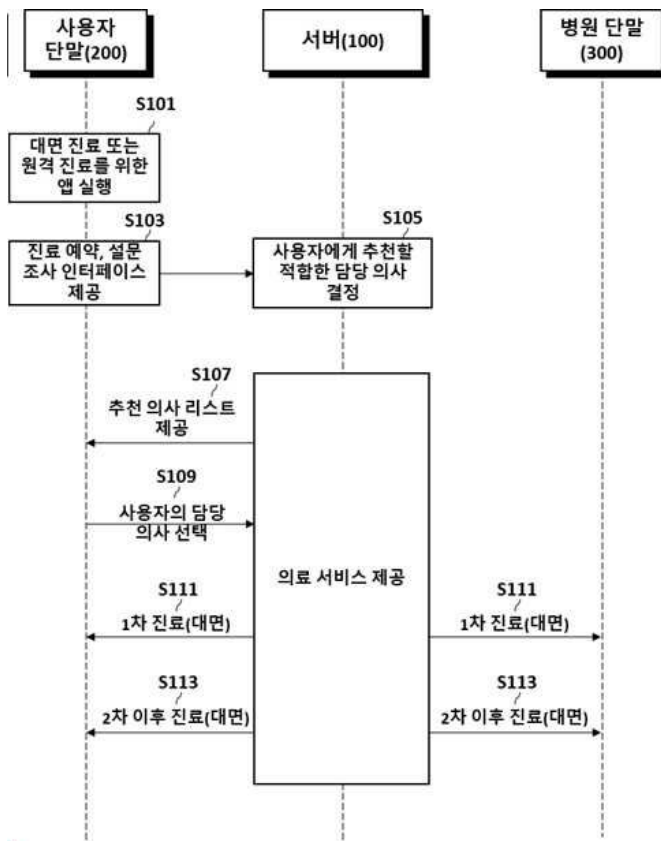 사용자
단말(200)
서버(100)
병원 단말
(300)
S101
대면 진료 또는
원격 진료를 위한
앱 실행
S103
진료 예약, 설문
조사 인터페이스
제공
S105
사용자에게 추천할
적합한 담당 의사
결정
S107
추천 의사 리스트
제공
S109
사용자의 담당
의사 선택
의료 서비스 제공
S111
1차 진료(대면)
S111
1차 진료(대면)
S113
2차 이후 진료(대면)
S113
2차 이후 진료(대면)